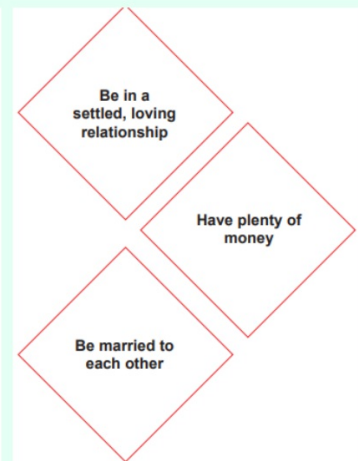 Be in a
settled, loving
relationship
Have plenty of
money
Be married to
each other